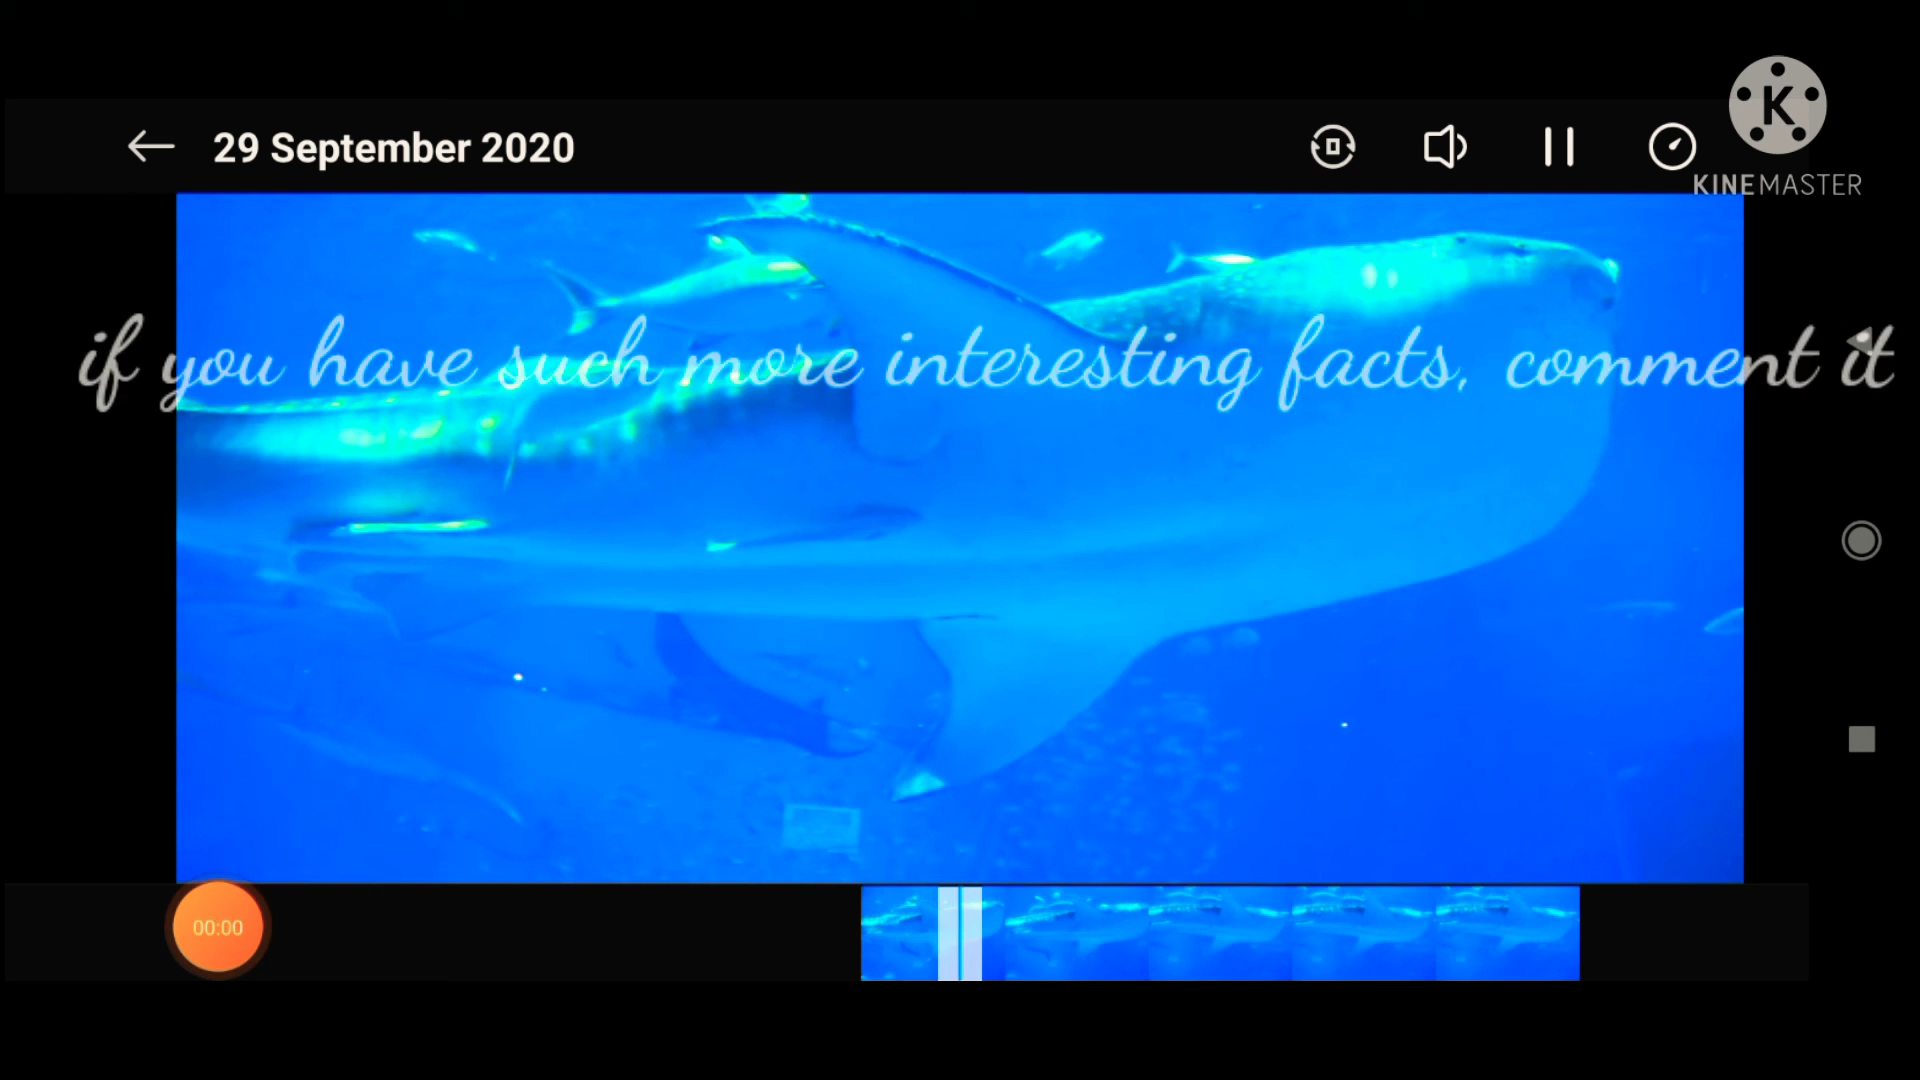 29 September 2020
K
KINEMASTER
if you have such more interesting facts, comment it
00:00